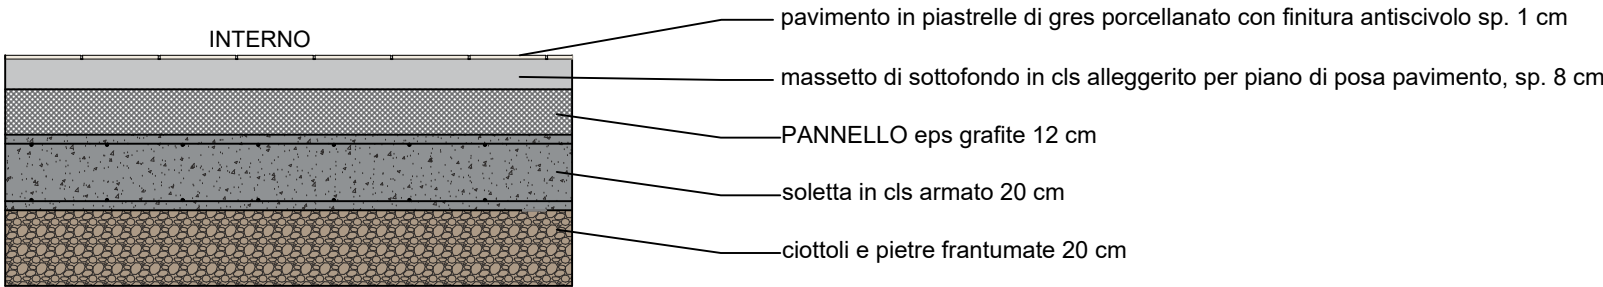 pavimento in piastrelle di gres porcellanato con finitura antiscivolo sp. 1 cm
INTERNO
massetto di sottofondo in cls alleggerito per piano di posa pavimento, sp. 8 cm
PANNELLO eps grafite 12 cm
soletta in cls armato 20 cm
ciottoli e pietre frantumate 20 cm